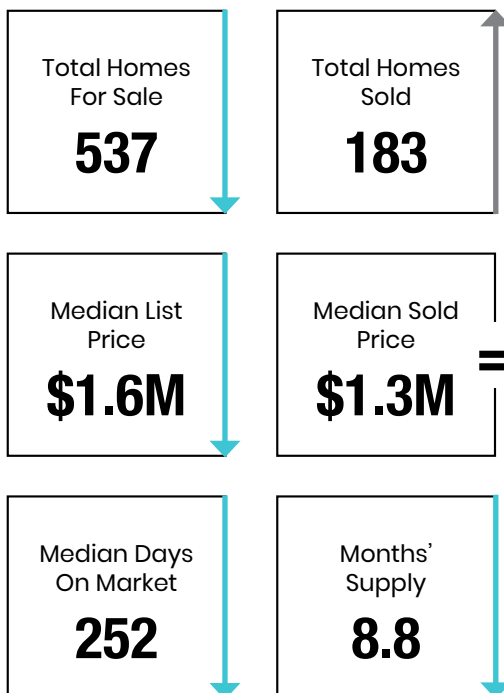 Total Homes
For Sale
537
Total Homes
Sold
183
Median List
Price
$1.6M
Median Sold
Price
$1.3M
=
Median Days
On Market
252
Months’
Supply
8.8